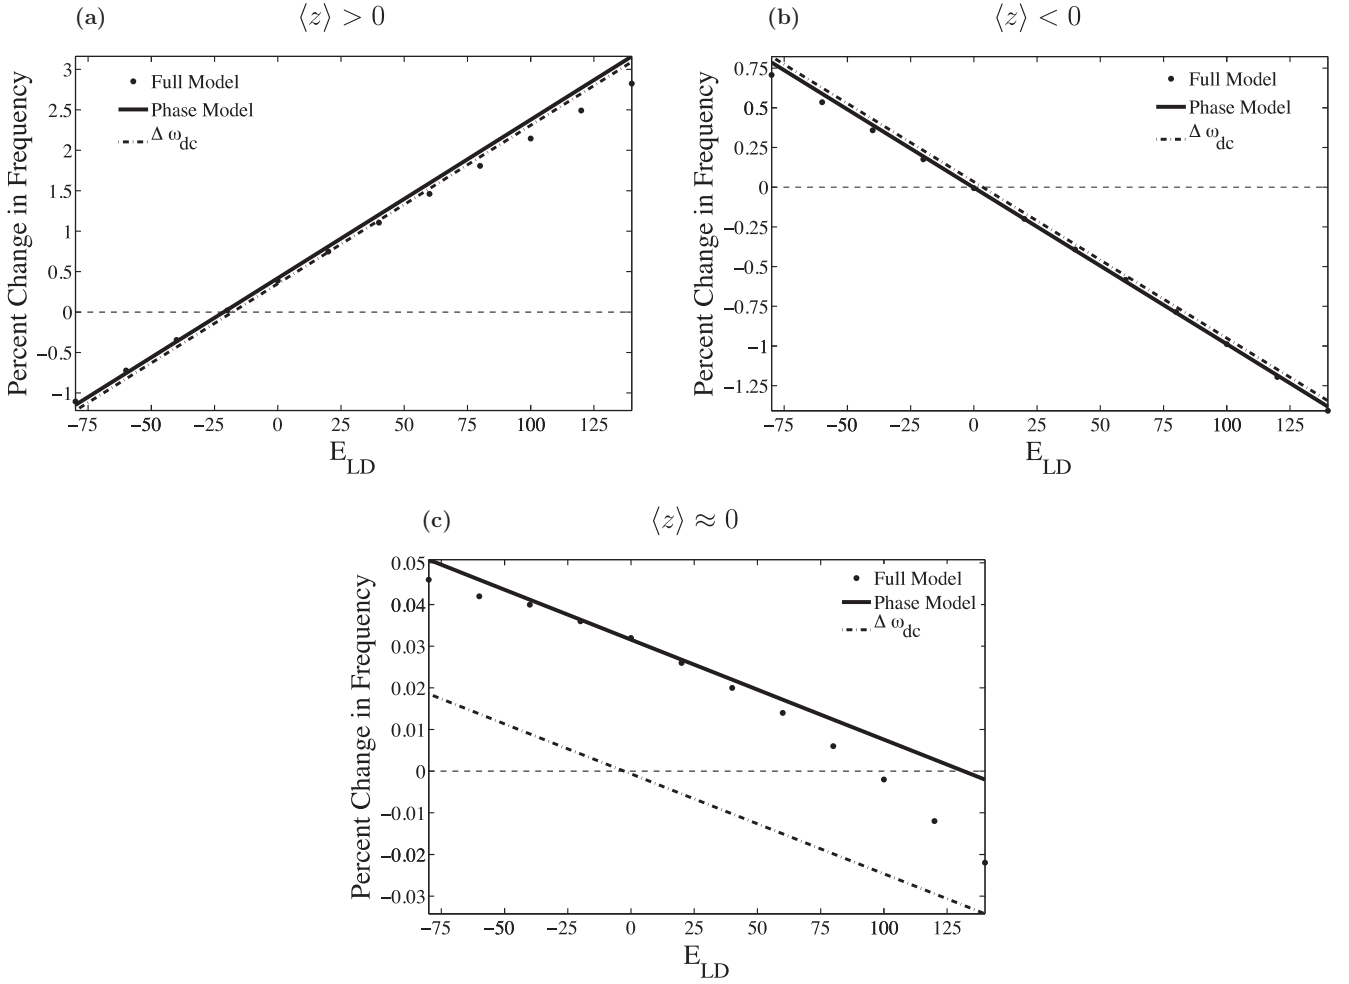 (a) ⟨z⟩ > 0
Percent Change in Frequency
3
2.5
2
1.5
1
0.5
0
−0.5
−1
Full Model
Phase Model
Δ ω_dc
−75 −50 −25 0 25 50 75 100 125
E_LD
(b) ⟨z⟩ < 0
Percent Change in Frequency
0.75
0.5
0.25
0
−0.25
−0.5
−0.75
−1
−1.25
Full Model
Phase Model
Δ ω_dc
−75 −50 −25 0 25 50 75 100 125
E_LD
(c) ⟨z⟩ ≈ 0
Percent Change in Frequency
0.05
0.04
0.03
0.02
0.01
0
−0.01
−0.02
−0.03
Full Model
Phase Model
Δ ω_dc
−75 −50 −25 0 25 50 75 100 125
E_LD